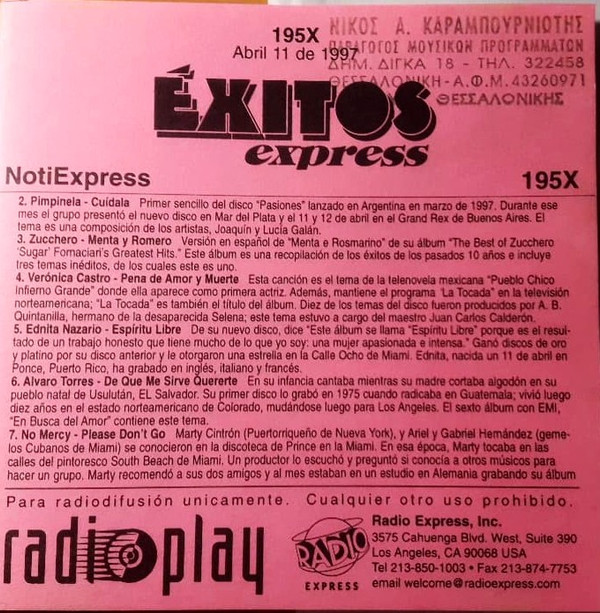 195X
Abril 11 de 1997
ΝΙΚΟΣ Α. ΚΑΡΑΜΠΟΥΡΝΙΩΤΗΣ
ΠΑΡΑΓΩΓΟΣ ΜΟΥΣΙΚΩΝ ΠΡΟΓΡΑΜΜΑΤΩΝ
ΔΗΜ. ΔΙΓΚΑ 18 - ΤΗΛ. 322458
ΘΕΣΣΑΛΟΝΙΚΗ - Α.Φ.Μ. 43260971
ΘΕΣΣΑΛΟΝΙΚΗΣ
ÉXITOS
express
NotiExpress 195X
2. Pimpinela - Cuídala Primer sencillo del disco "Pasiones" lanzado en Argentina en marzo de 1997. Durante ese
mes el grupo presentó el nuevo disco en Mar del Plata y el 11 y 12 de abril en el Grand Rex de Buenos Aires. El
tema es una composición de los artistas, Joaquín y Lucía Galán.
3. Zucchero - Menta y Romero Versión en español de "Menta e Rosmarino" de su álbum "The Best of Zucchero
'Sugar' Fornaciari's Greatest Hits." Este álbum es una recopilación de los éxitos de los pasados 10 años e incluye
tres temas inéditos, de los cuales este es uno.
4. Verónica Castro - Pena de Amor y Muerte Esta canción es el tema de la telenovela mexicana "Pueblo Chico
Infierno Grande" donde ella aparece como primera actriz. Además, mantiene el programa 'La Tocada' en la televisión
norteamericana; "La Tocada" es también el título del álbum. Diez de los temas del disco fueron producidos por A. B.
Quintanilla, hermano de la desaparecida Selena; este tema estuvo a cargo del maestro Juan Carlos Calderón.
5. Ednita Nazario - Espíritu Libre De su nuevo disco, dice "Este álbum se llama "Espíritu Libre" porque es el resul-
tado de un trabajo honesto que tiene mucho de lo que yo soy: una mujer apasionada e intensa." Ganó discos de oro
y platino por su disco anterior y le otorgaron una estrella en la Calle Ocho de Miami. Ednita, nacida un 11 de abril en
Ponce, Puerto Rico, ha grabado en inglés, italiano y francés.
6. Alvaro Torres - De Que Me Sirve Quererte En su infancia cantaba mientras su madre cortaba algodón en su
pueblo natal de Usulután, EL Salvador. Su primer disco lo grabó en 1975 cuando radicaba en Guatemala; vivió luego
diez años en el estado norteamericano de Colorado, mudándose luego para Los Angeles. El sexto álbum con EMI,
"En Busca del Amor" contiene este tema.
7. No Mercy - Please Don't Go Marty Cintrón (Puertorriqueño de Nueva York), y Ariel y Gabriel Hernández (geme-
los Cubanos de Miami) se conocieron en la discoteca de Prince en la Miami. En esa época, Marty tocaba en las
calles del pintoresco South Beach de Miami. Un productor lo escuchó y preguntó si conocía a otros músicos para
hacer un grupo. Marty recomendó a sus dos amigos y al mes estaban en un estudio en Alemania grabando su álbum
Para radiodifusión unicamente. Cualquier otro uso prohibido.
radioplay
RADIO
EXPRESS
Radio Express, Inc.
3575 Cahuenga Blvd. West, Suite 390
Los Angeles, CA 90068 USA
Tel 213-850-1003 • Fax 213-874-7753
email welcome@radioexpress.com